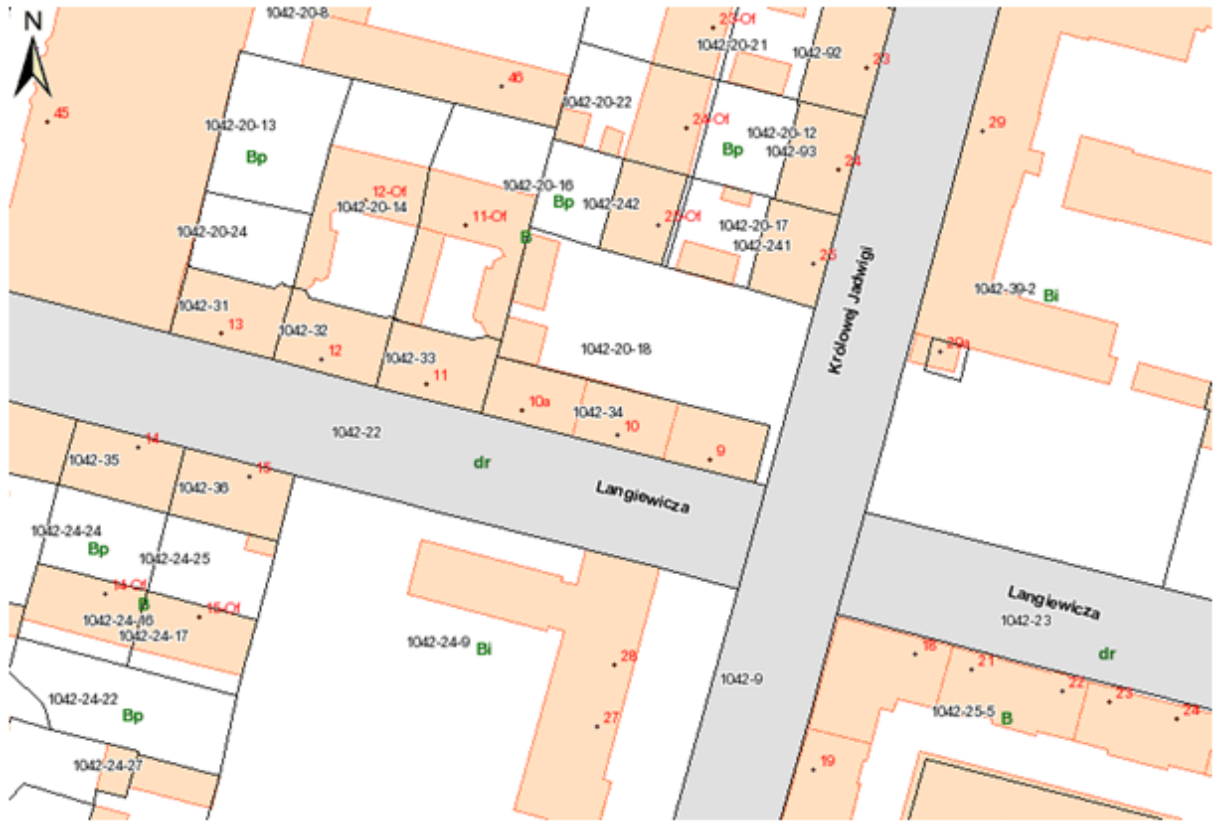 N
1042-20-8
23-Of
1042-20-21
1042-92
23
46
1042-20-22
45
1042-20-13
Bp
24-Of
1042-20-12
Bp
1042-93
29
24
1042-20-16
12-Of
1042-20-14
Bp
1042-242
11-Of
25-Of
1042-20-17
1042-20-24
B
1042-241
25
Królowej Jadwigi
1042-39-2
Bi
1042-31
13
1042-32
12
1042-33
11
1042-20-18
29a
10a
1042-34
10
9
1042-22
dr
Langiewicza
14
1042-35
15
1042-36
1042-24-24
Bp
1042-24-25
14-Of
B
15-Of
1042-24-16
1042-24-17
Langiewicza
1042-23
dr
1042-24-9
Bi
28
1042-9
18
21
22
23
24
1042-24-22
Bp
27
1042-25-5
B
1042-24-27
19